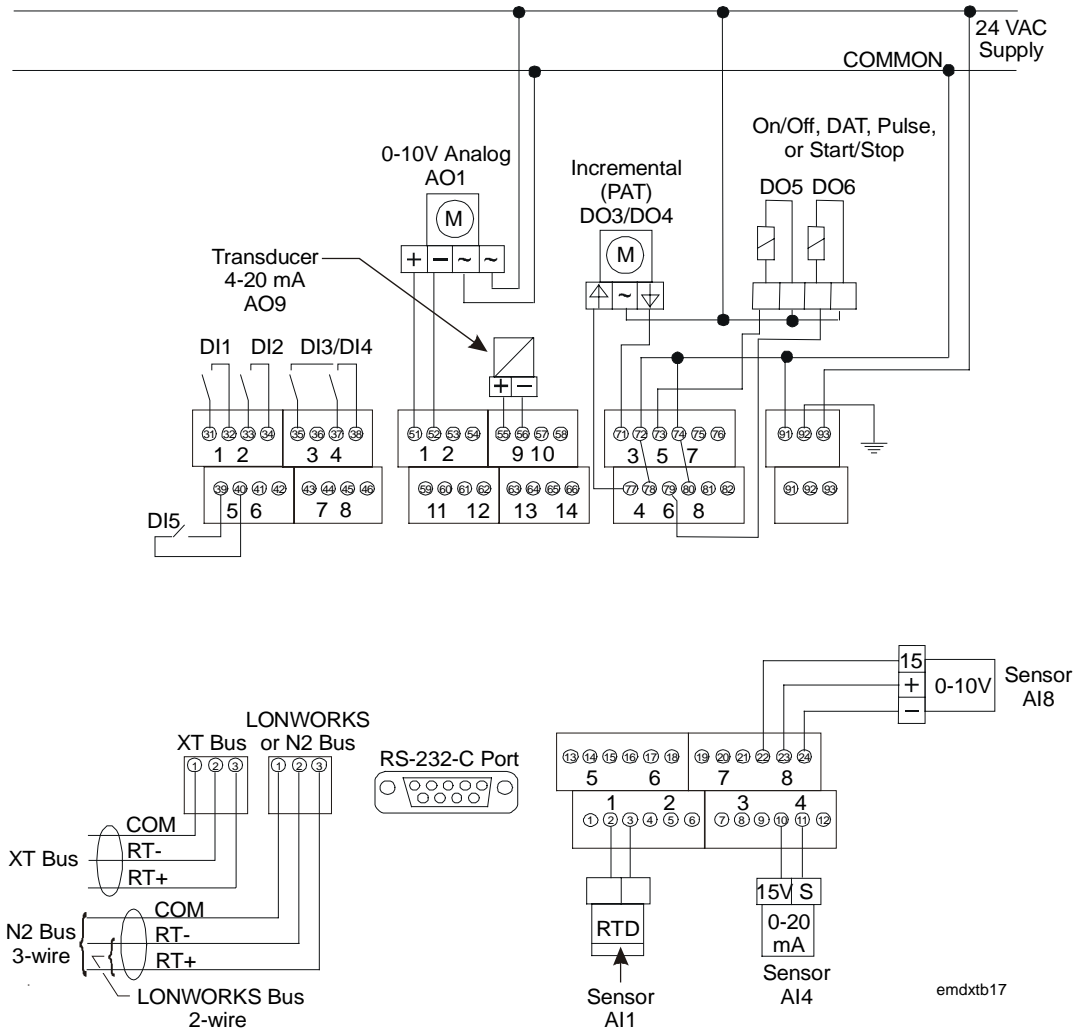 24 VAC
Supply
COMMON
On/Off, DAT, Pulse,
or Start/Stop
0-10V Analog
AO1
Incremental
(PAT)
DO3/DO4
DO5 DO6
M
M
+ − ~ ~
~
Transducer
4-20 mA
AO9
DI1 DI2 DI3/DI4
+ −
31 32 33 34 35 36 37 38
1 2 3 4
51 52 53 54 55 56 57 58
1 2 9 10
71 72 73 74 75 76
3 5 7
91 92 93
39 40 41 42 43 44 45 46
5 6 7 8
59 60 61 62 63 64 65 66
11 12 13 14
77 78 79 80 81 82
4 6 8
91 92 93
DI5
15
+
−
0-10V
Sensor
AI8
LONWORKS
or N2 Bus
XT Bus
1 2 3
1 2 3
RS-232-C Port
13 14 15 16 17 18 19 20 21 22 23 24
5 6 7 8
1 2 3 4
1 2 3 4 5 6 7 8 9 10 11 12
XT Bus
COM
RT-
RT+
N2 Bus
3-wire
COM
RT-
RT+
LONWORKS Bus
2-wire
RTD
Sensor
AI1
15V S
0-20
mA
Sensor
AI4
emdxtb17